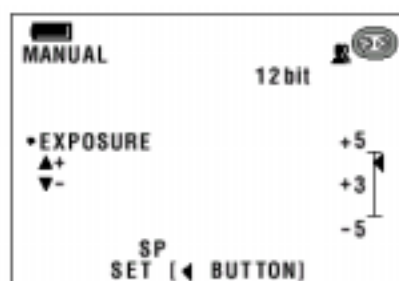 MANUAL
12bit
•EXPOSURE +5
▲+
▼- +3
-5
SP
SET [◀ BUTTON]